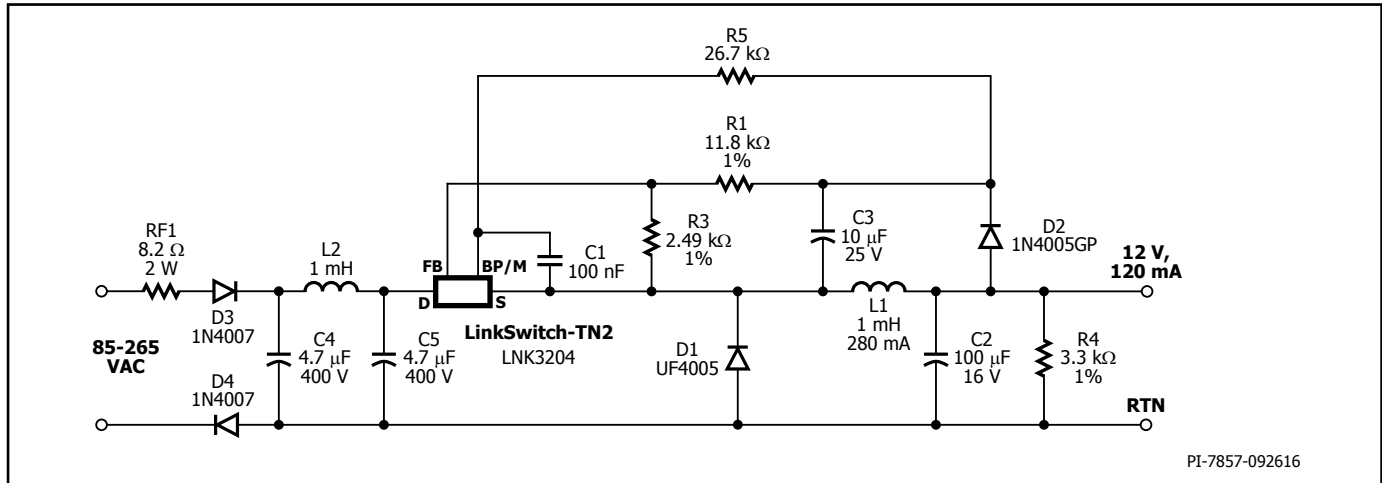 R5
26.7 kΩ
R1
11.8 kΩ
1%
RF1
8.2 Ω
2 W
D3
1N4007
L2
1 mH
C4
4.7 µF
400 V
C5
4.7 µF
400 V
85-265
VAC
D4
1N4007
FB
BP/M
D
S
C1
100 nF
LinkSwitch-TN2
LNK3204
R3
2.49 kΩ
1%
C3
10 µF
25 V
D2
1N4005GP
D1
UF4005
L1
1 mH
280 mA
C2
100 µF
16 V
R4
3.3 kΩ
1%
12 V,
120 mA
RTN
PI-7857-092616